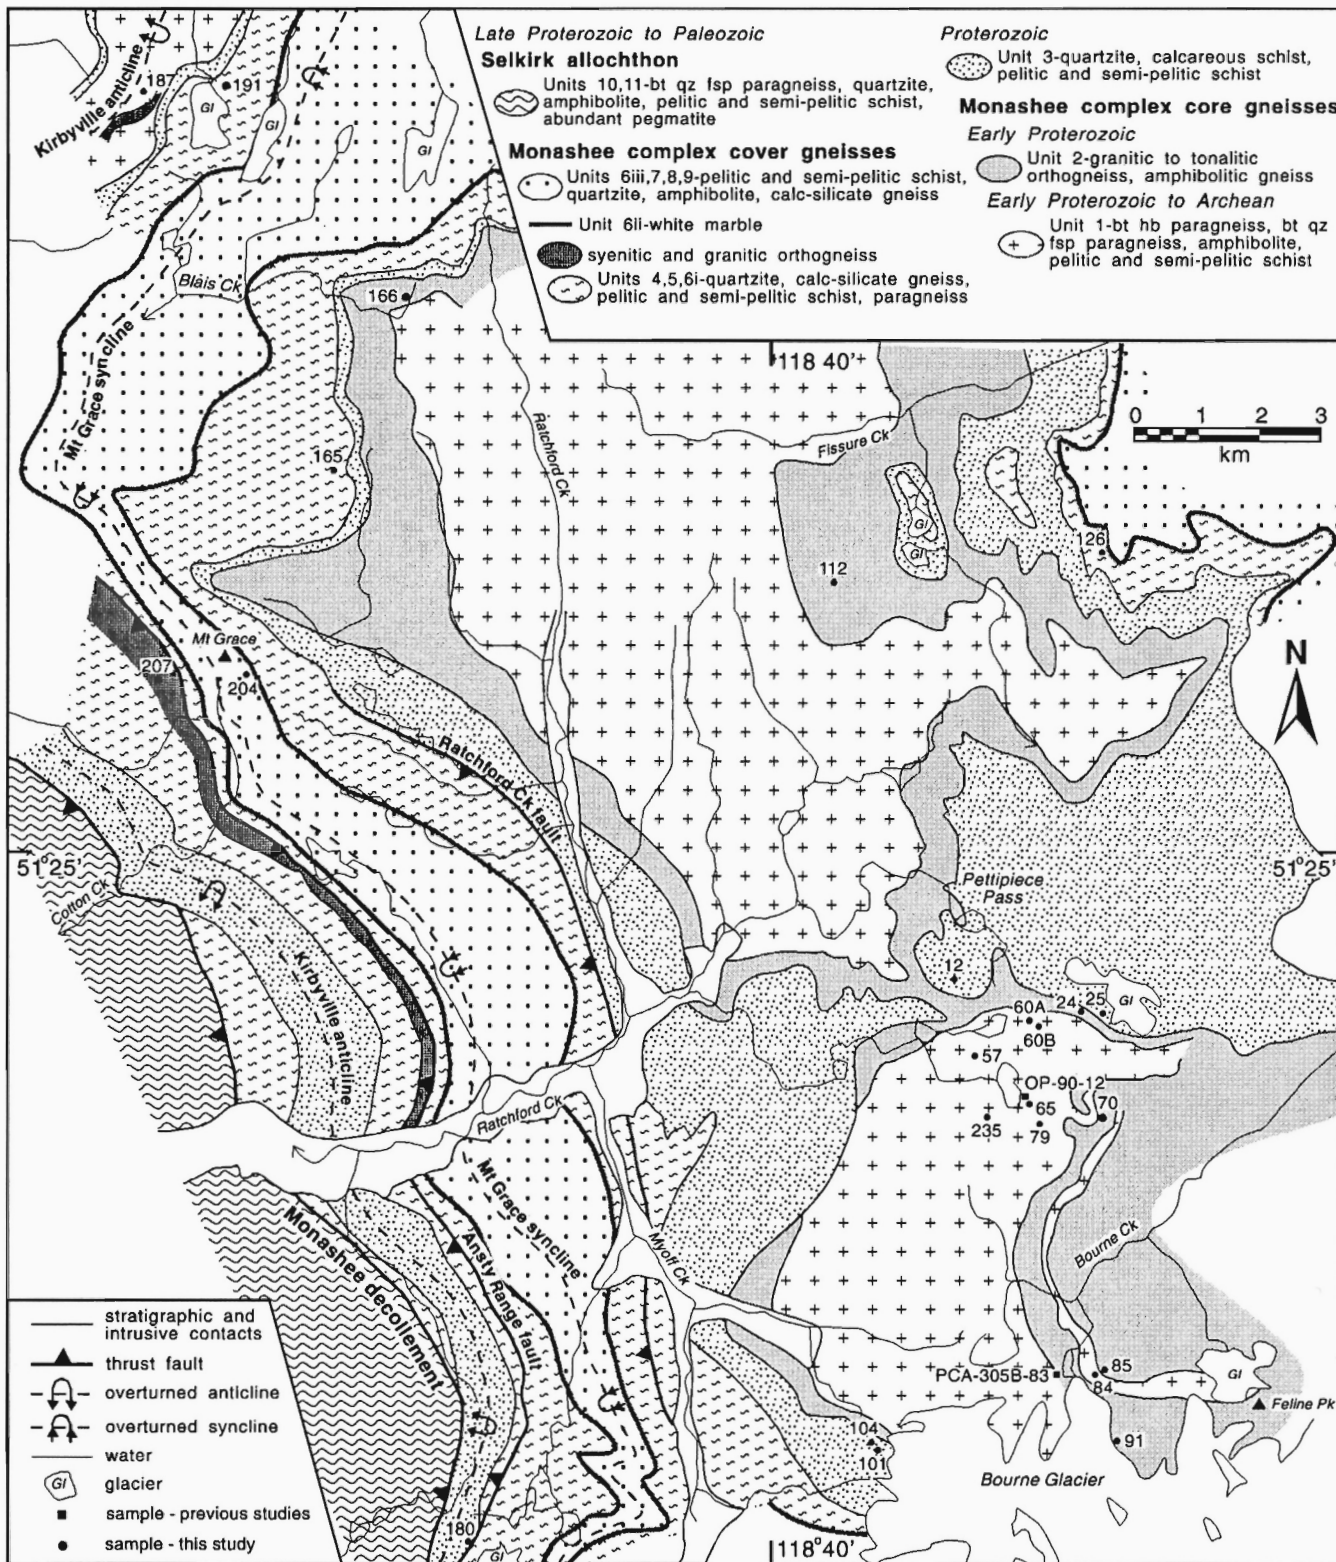 Late Proterozoic to Paleozoic
Selkirk allochthon
Units 10,11-bt qz fsp paragneiss, quartzite,
amphibolite, pelitic and semi-pelitic schist,
abundant pegmatite
Monashee complex cover gneisses
Units 6iii,7,8,9-pelitic and semi-pelitic schist,
quartzite, amphibolite, calc-silicate gneiss
Unit 6ii-white marble
syenitic and granitic orthogneiss
Units 4,5,6i-quartzite, calc-silicate gneiss,
pelitic and semi-pelitic schist, paragneiss
Proterozoic
Unit 3-quartzite, calcareous schist,
pelitic and semi-pelitic schist
Monashee complex core gneisses
Early Proterozoic
Unit 2-granitic to tonalitic
orthogneiss, amphibolitic gneiss
Early Proterozoic to Archean
Unit 1-bt hb paragneiss, bt qz
fsp paragneiss, amphibolite,
pelitic and semi-pelitic schist
Kirbyville anticline
187
191
GI
GI
GI
Blais Ck
166
118 40'
0 1 2 3
km
Mt Grace syncline
Ratchford Ck
Fissure Ck
165
GI
GI
126
112
N
Mt Grace
207
204
Ratchford Ck fault
51°25'
51°25'
Cotton Ck
Pettipiece
Pass
Kirbyville anticline
12
24
25
GI
60A
60B
57
OP-90-12
65
70
235
79
Ratchford Ck
Mt Grace syncline
Monashee decollement
Ansty Range fault
Myoff Ck
Bourne Ck
PCA-305B-83
85
84
GI
Feline Pk
104
101
91
Bourne Glacier
180
GI
118°40'
stratigraphic and
intrusive contacts
thrust fault
overturned anticline
overturned syncline
water
GI
glacier
sample - previous studies
sample - this study